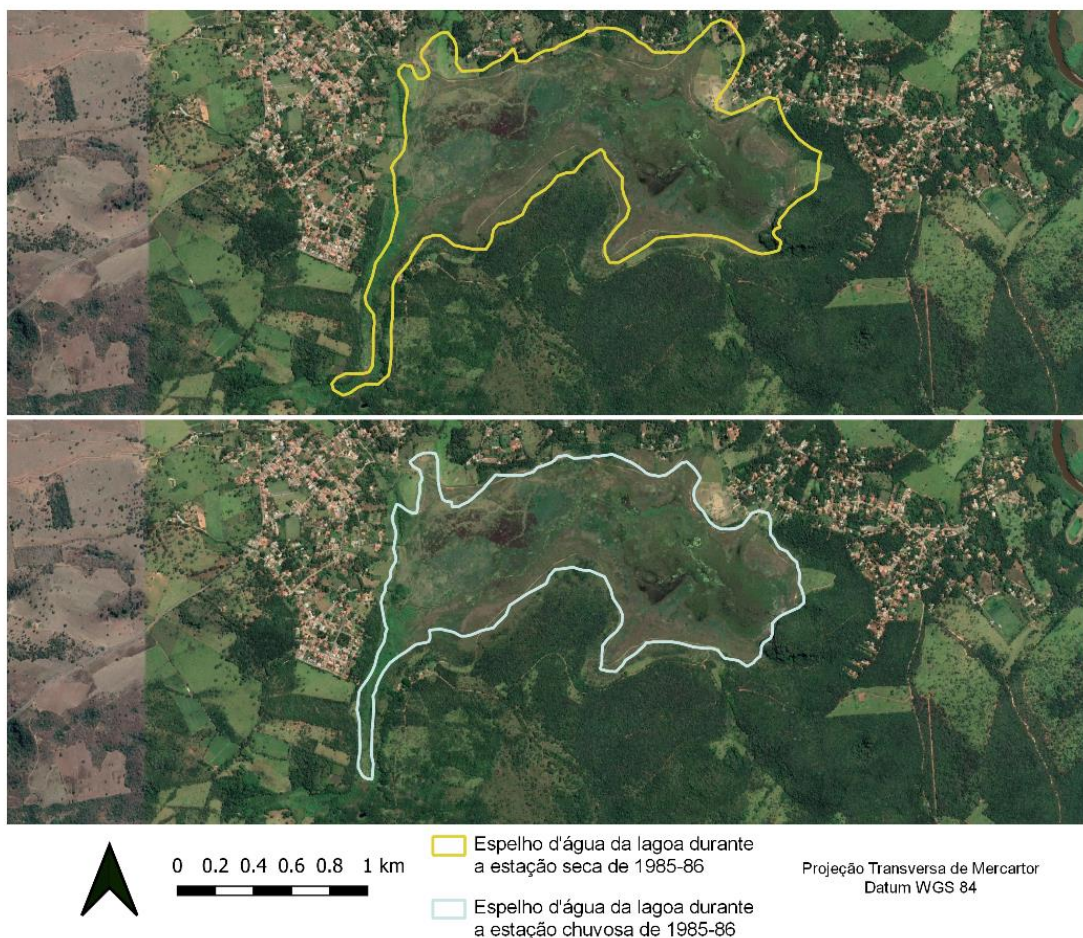 0 0.2 0.4 0.6 0.8 1 km
Espelho d'água da lagoa durante
a estação seca de 1985-86
Espelho d'água da lagoa durante
a estação chuvosa de 1985-86
Projeção Transversa de Mercartor
Datum WGS 84